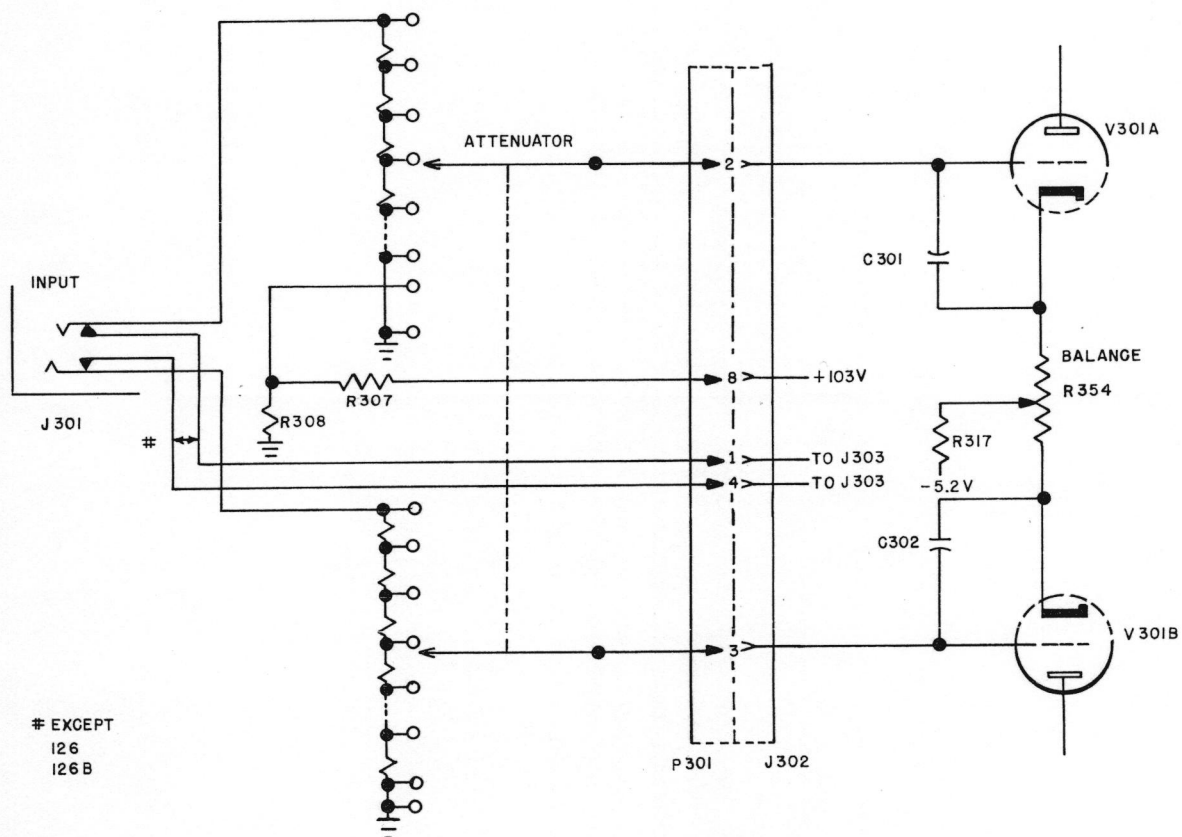 V301A
ATTENUATOR
2
C301
INPUT
BALANCE
R354
8
+103V
R307
R308
R317
J301
#
1
TO J303
4
TO J303
-5.2V
C302
3
V301B
# EXCEPT
126
126B
P301
J302